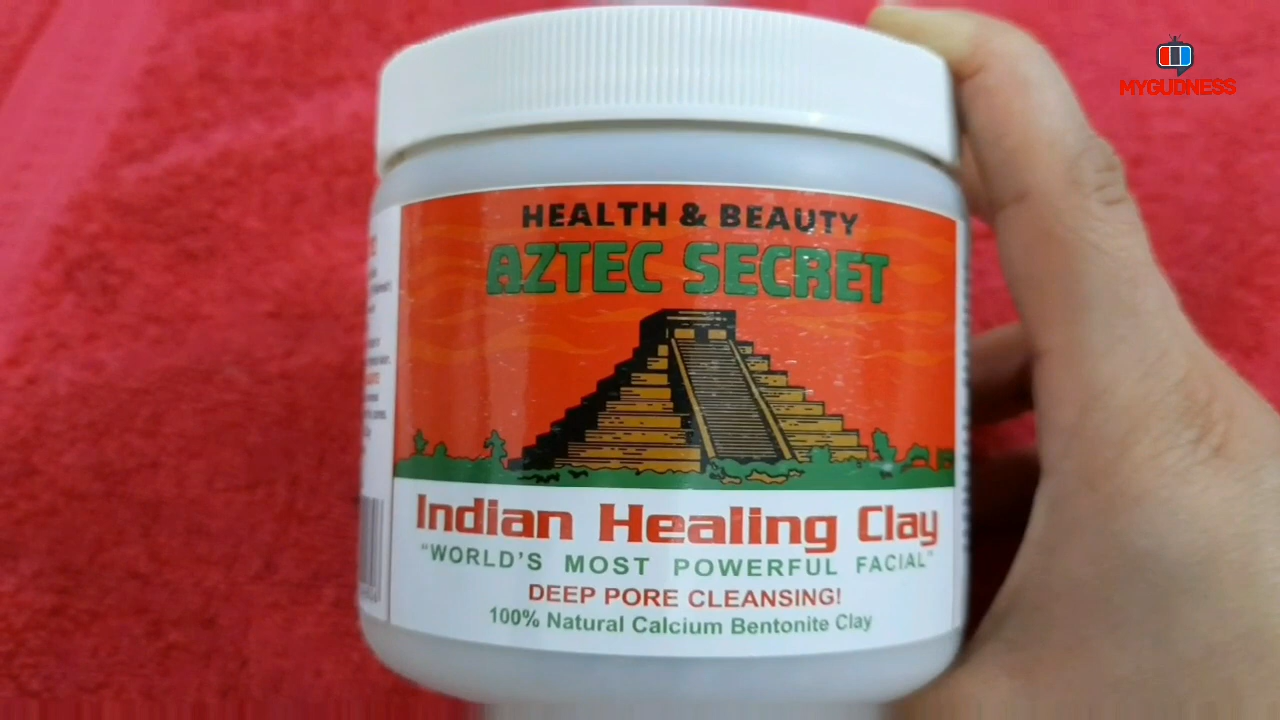 MYGUDNESS
HEALTH & BEAUTY
AZTEC SECRET
Indian Healing Clay
"WORLD'S MOST POWERFUL FACIAL"
DEEP PORE CLEANSING!
100% Natural Calcium Bentonite Clay